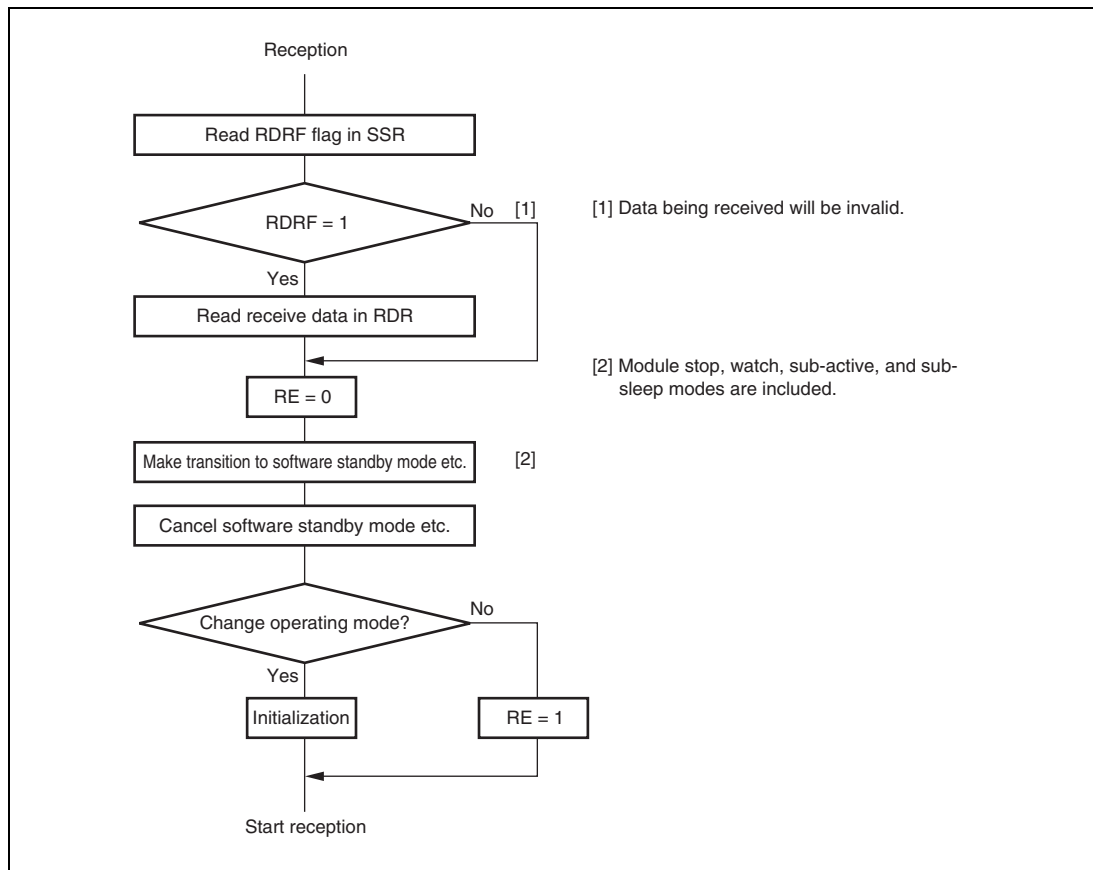 Reception
Read RDRF flag in SSR
RDRF = 1
No [1]
[1] Data being received will be invalid.
Yes
Read receive data in RDR
[2] Module stop, watch, sub-active, and sub-
sleep modes are included.
RE = 0
Make transition to software standby mode etc. [2]
Cancel software standby mode etc.
Change operating mode?
No
Yes
Initialization
RE = 1
Start reception